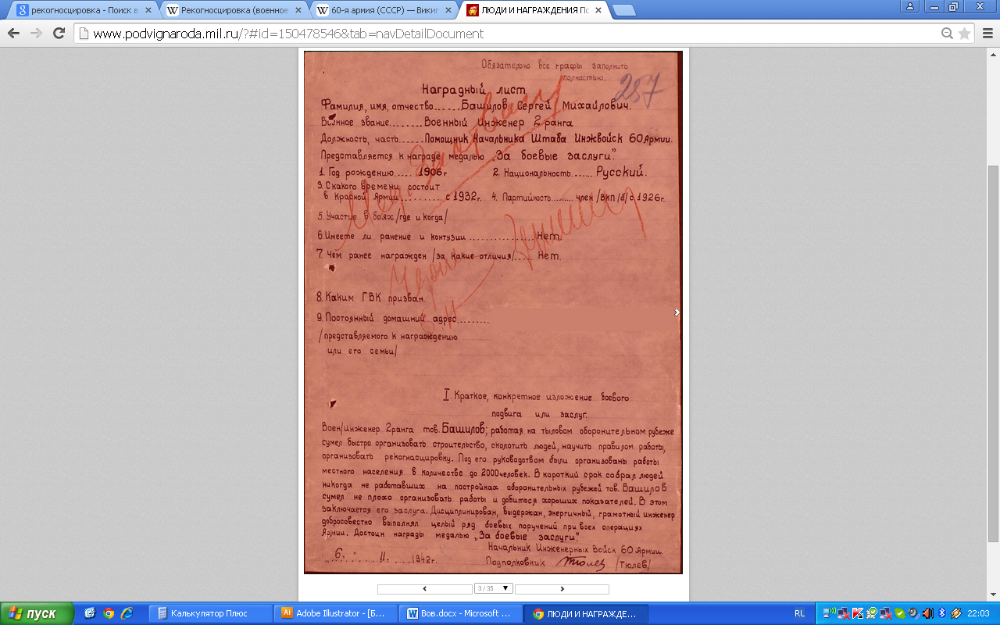 рекогносцировка - Поиск в
Рекогносцировка (военное
60-я армия (СССР) — Викип
ЛЮДИ И НАГРАЖДЕНИЯ По
www.podvignaroda.mil.ru/?#id=150478546&tab=navDetailDocument
Обязательно все графы заполнить
полностью.
257
Наградный лист
Фамилия, имя, отчество......Башилов Сергей Михайлович.
Военное звание.......Военный Инженер 2 ранга
Должность, часть......Помощник Начальника Штаба Инжвойск 60 Армии.
Представляется к награде медалью „За боевые заслуги."
1. Год рождению..... 1906 г 2. Национальность...... Русский.
3. С какого времени состоит
в Красной Армии.......... с 1932 г. 4. Партийность........ член /ВКП/б/ с 1926 г.
5. Участие в боях /где и когда/
6. Имеете ли ранение и контузии ............... Нет.
7. Чем ранее награжден /за какие отличия/..... Нет.
8. Каким ГВК призван.
9. Постоянный домашний адрес.........
/представляемого к награждению
или его семьи/
I. Краткое, конкретное изложение боевого
подвига или заслуг.
Воен/Инженер 2 ранга тов. Башилов; работая на тыловом оборонительном рубеже
сумел быстро организовать строительство, сколотить людей, научить правилом работы,
организовать рекогнасцировку. Под его руководством были организованы работы
местного населения в количестве до 2000 человек. В короткий срок собрал людей
никогда не работавших на постройках оборонительных рубежей тов. Башилов
сумел не плохо организовать работы и добиться хороших показателей. В этом
заключается его заслуга. Дисциплинирован, выдержан, энергичный, грамотный инженер
добросовестно выполнял целый ряд боевых поручений при всех операциях
Армии. Достоин награды медалью „За боевые заслуги."
Начальник Инженерных Войск 60 Армии
„ 6. " .. 11. ....1942 г. Подполковник Тюлев /Тюлев/
3 / 35
пуск
Калькулятор Плюс
Adobe Illustrator - [Б...
Вов.docx - Microsoft ...
ЛЮДИ И НАГРАЖДЕ...
RL
22:03